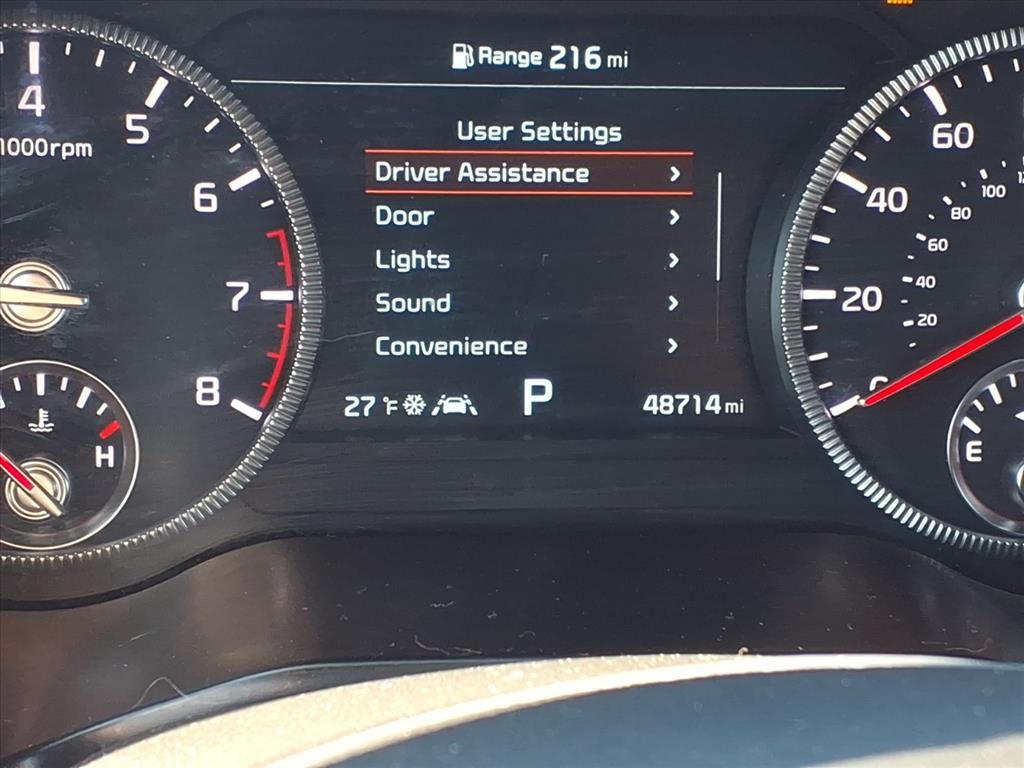 Range 216 mi
User Settings
Driver Assistance
Door
Lights
Sound
Convenience
27 °F
P
48714 mi
4
5
6
7
8
1000rpm
H
60
40
20
100
80
60
40
20
E